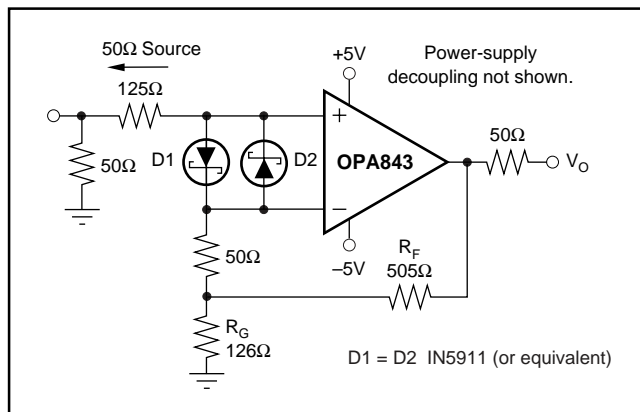 50Ω Source
+5V
Power-supply
decoupling not shown.
125Ω
50Ω
D1
D2
+
OPA843
–
50Ω
VO
–5V
50Ω
RF
505Ω
RG
126Ω
D1 = D2 IN5911 (or equivalent)